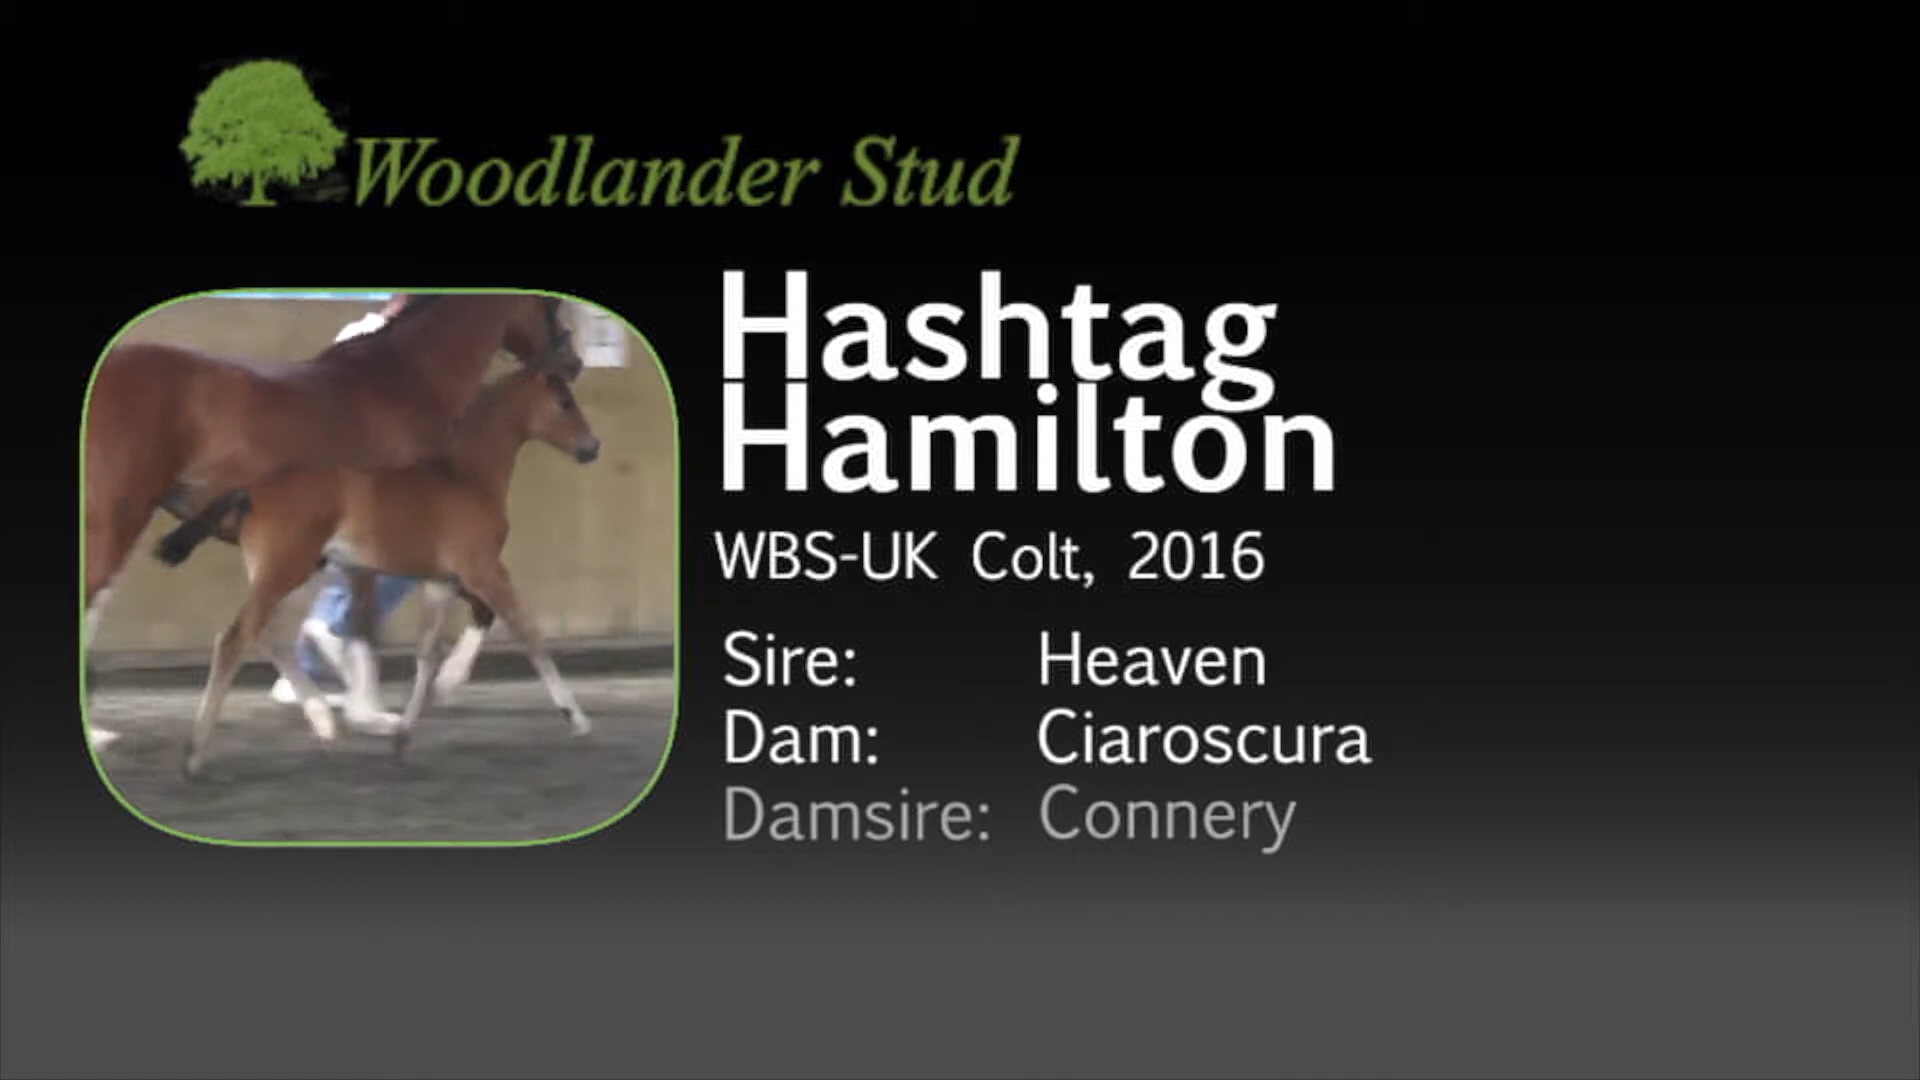 Woodlander Stud
Hashtag
Hamilton
WBS-UK Colt, 2016
Sire: Heaven
Dam: Ciaroscura
Damsire: Connery